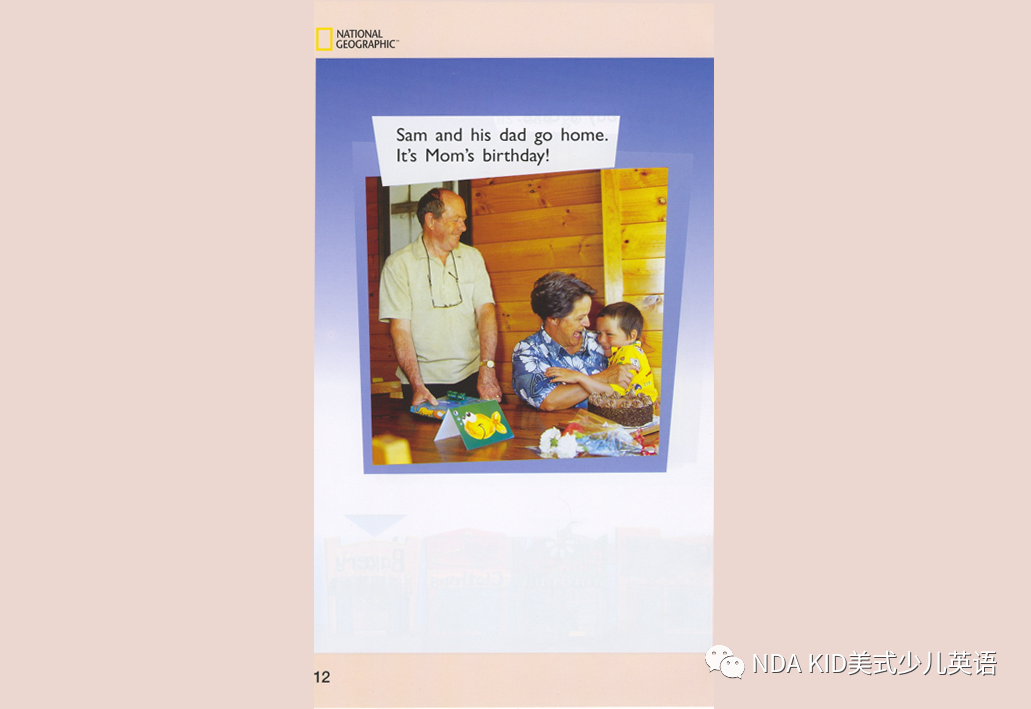 NATIONAL
GEOGRAPHIC™
Sam and his dad go home.
It's Mom's birthday!
12
NDA KID美式少儿英语